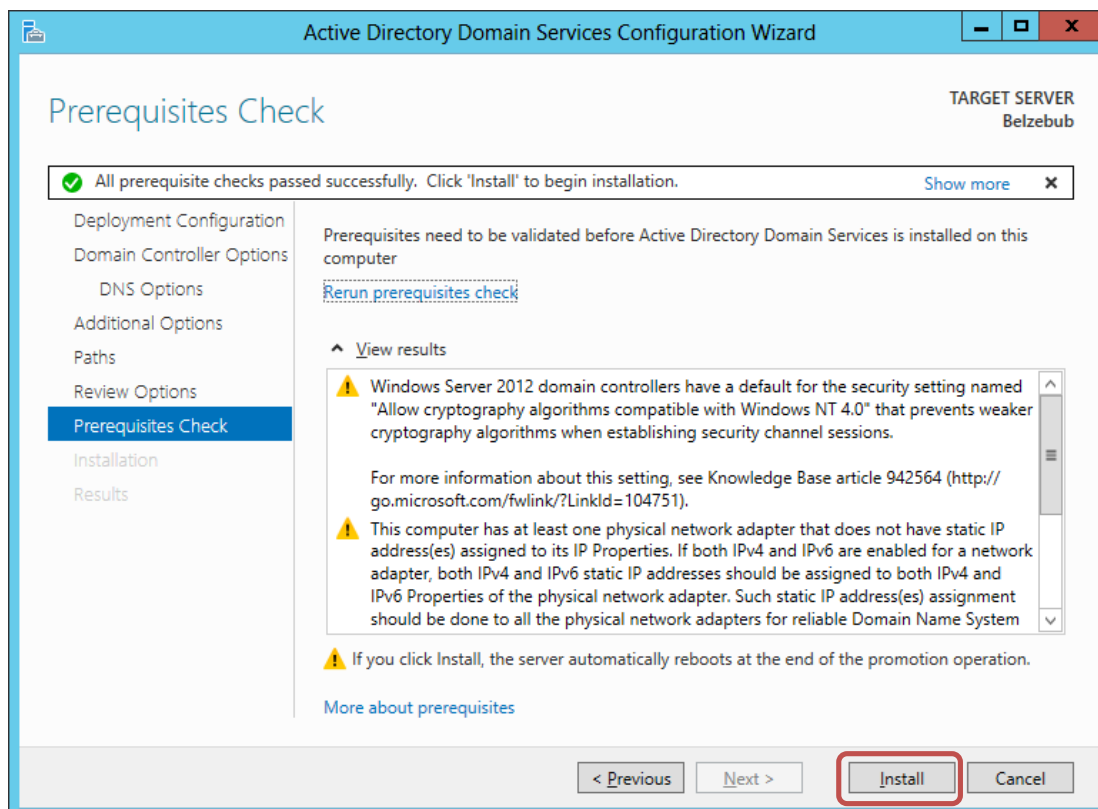 Active Directory Domain Services Configuration Wizard
Prerequisites Check
TARGET SERVER
Belzebub
All prerequisite checks passed successfully. Click 'Install' to begin installation.
Show more
Deployment Configuration
Domain Controller Options
DNS Options
Additional Options
Paths
Review Options
Prerequisites Check
Installation
Results
Prerequisites need to be validated before Active Directory Domain Services is installed on this
computer
Rerun prerequisites check
View results
Windows Server 2012 domain controllers have a default for the security setting named
"Allow cryptography algorithms compatible with Windows NT 4.0" that prevents weaker
cryptography algorithms when establishing security channel sessions.
For more information about this setting, see Knowledge Base article 942564 (http://
go.microsoft.com/fwlink/?LinkId=104751).
This computer has at least one physical network adapter that does not have static IP
address(es) assigned to its IP Properties. If both IPv4 and IPv6 are enabled for a network
adapter, both IPv4 and IPv6 static IP addresses should be assigned to both IPv4 and
IPv6 Properties of the physical network adapter. Such static IP address(es) assignment
should be done to all the physical network adapters for reliable Domain Name System
If you click Install, the server automatically reboots at the end of the promotion operation.
More about prerequisites
< Previous
Next >
Install
Cancel